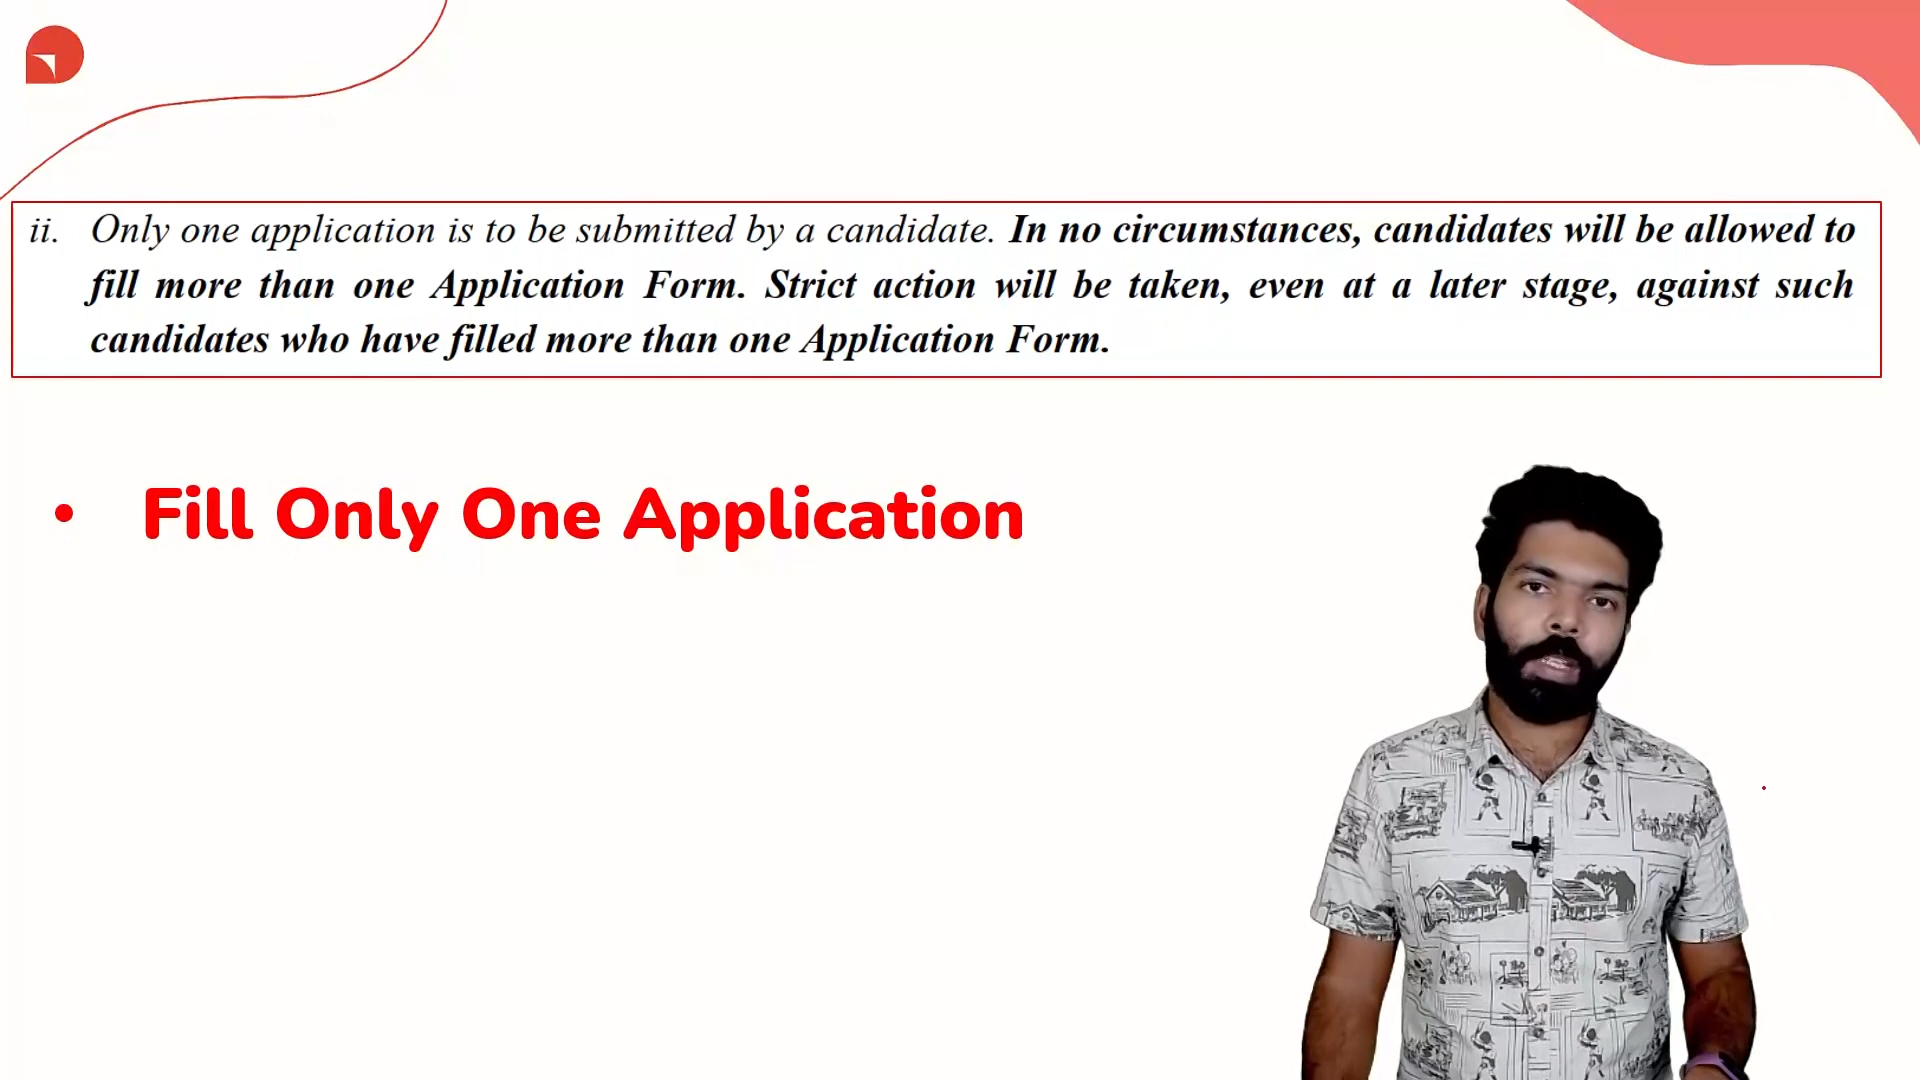 ii. Only one application is to be submitted by a candidate. In no circumstances, candidates will be allowed to
fill more than one Application Form. Strict action will be taken, even at a later stage, against such
candidates who have filled more than one Application Form.
• Fill Only One Application